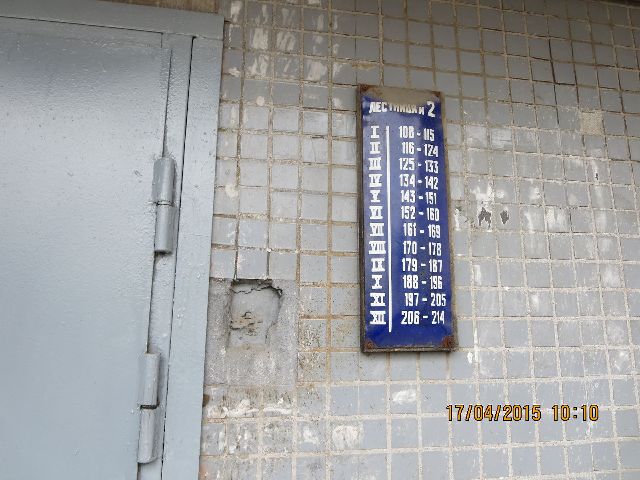 ЛЕСТНИЦА № 2
I 108-115
II 116-124
III 125-133
IV 134-142
V 143-151
VI 152-160
VII 161-169
VIII 170-178
IX 179-187
X 188-196
XI 197-205
XII 206-214
17/04/2015 10:10